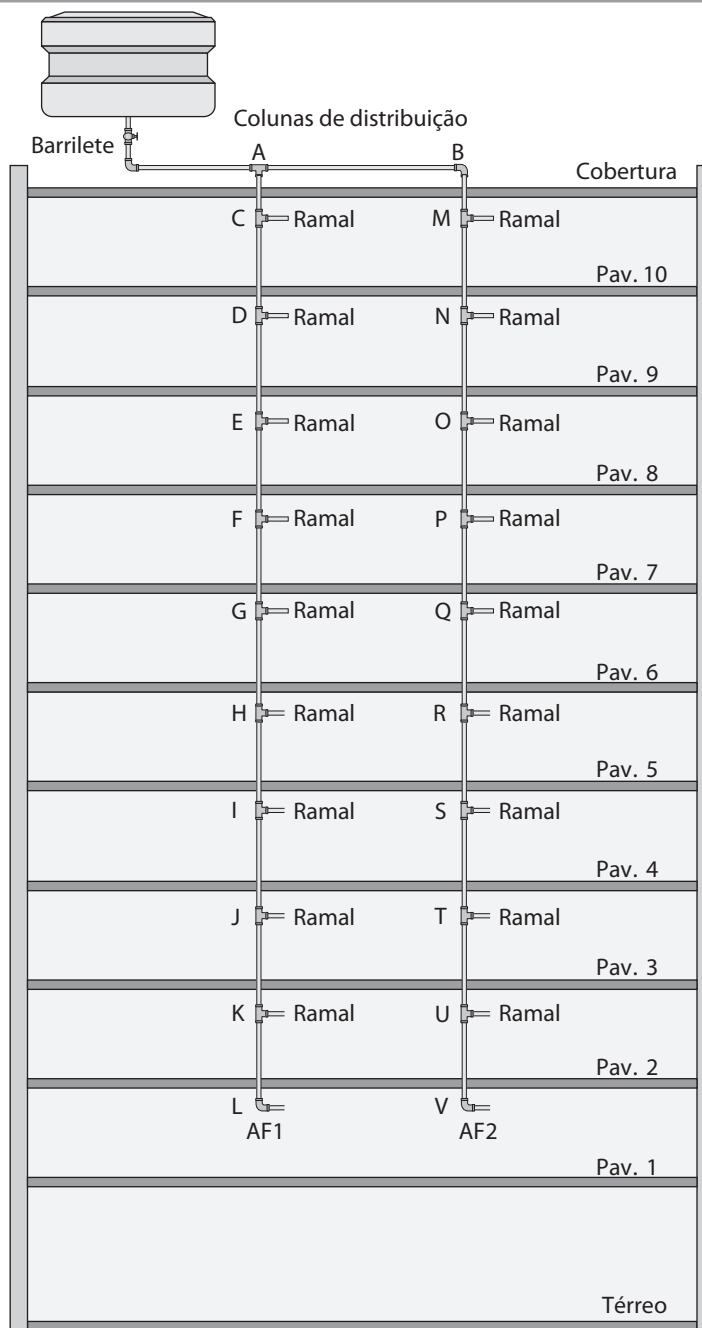 Colunas de distribuição
Barrilete
A B
Cobertura
C Ramal M Ramal
Pav. 10
D Ramal N Ramal
Pav. 9
E Ramal O Ramal
Pav. 8
F Ramal P Ramal
Pav. 7
G Ramal Q Ramal
Pav. 6
H Ramal R Ramal
Pav. 5
I Ramal S Ramal
Pav. 4
J Ramal T Ramal
Pav. 3
K Ramal U Ramal
Pav. 2
L V
AF1 AF2
Pav. 1
Térreo